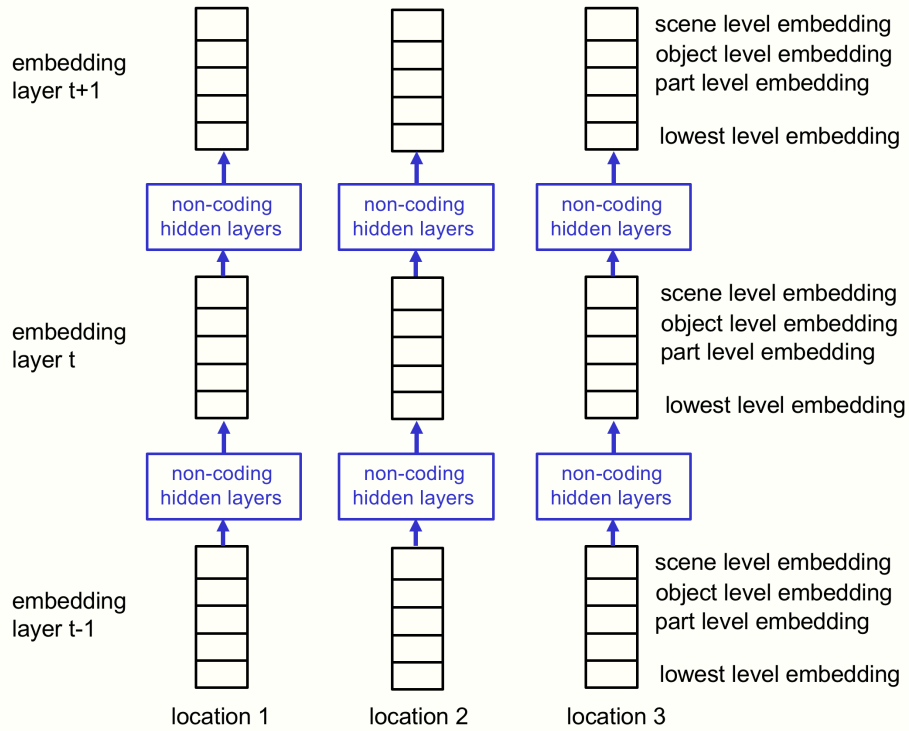 scene level embedding
embedding
layer t+1
object level embedding
part level embedding
lowest level embedding
non-coding
hidden layers
non-coding
hidden layers
non-coding
hidden layers
scene level embedding
embedding
layer t
object level embedding
part level embedding
lowest level embedding
non-coding
hidden layers
non-coding
hidden layers
non-coding
hidden layers
scene level embedding
embedding
layer t-1
object level embedding
part level embedding
lowest level embedding
location 1
location 2
location 3